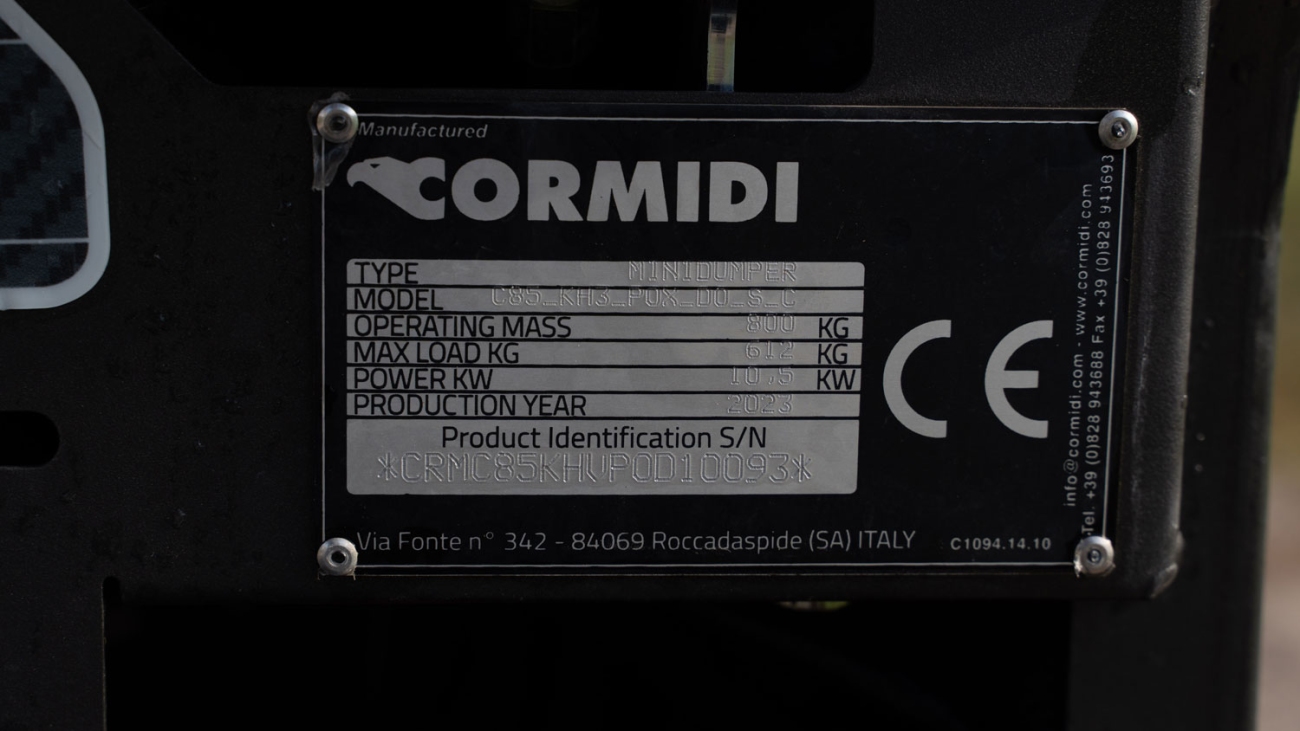 Manufactured
CORMIDI
TYPE MINIDUMPER
MODEL C85_KH3_POX_DO_S_C
OPERATING MASS 800 KG
MAX LOAD KG 612 KG
POWER KW 10,5 KW
PRODUCTION YEAR 2023
Product Identification S/N
*CRMC85KHVP0D10093*
Via Fonte n° 342 - 84069 Roccadaspide (SA) ITALY
C1094.14.10
CE
info@cormidi.com - www.cormidi.com
Tel. +39 (0)828 943688 Fax +39 (0)828 943693